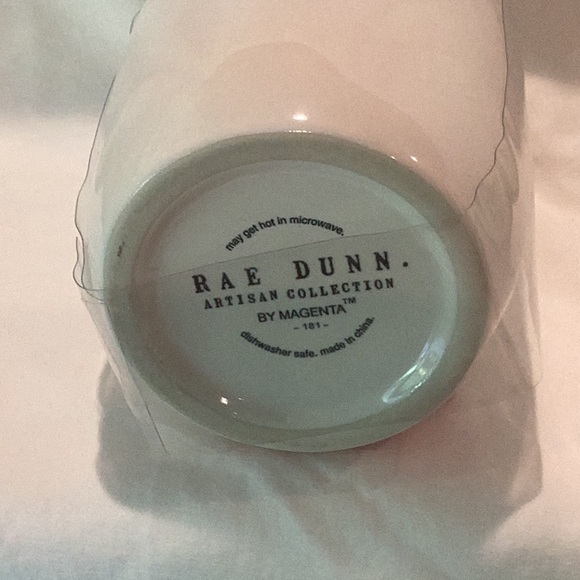 may get hot in microwave.
RAE DUNN.
ARTISAN COLLECTION
BY MAGENTA™
– 181 –
dishwasher safe. made in china.